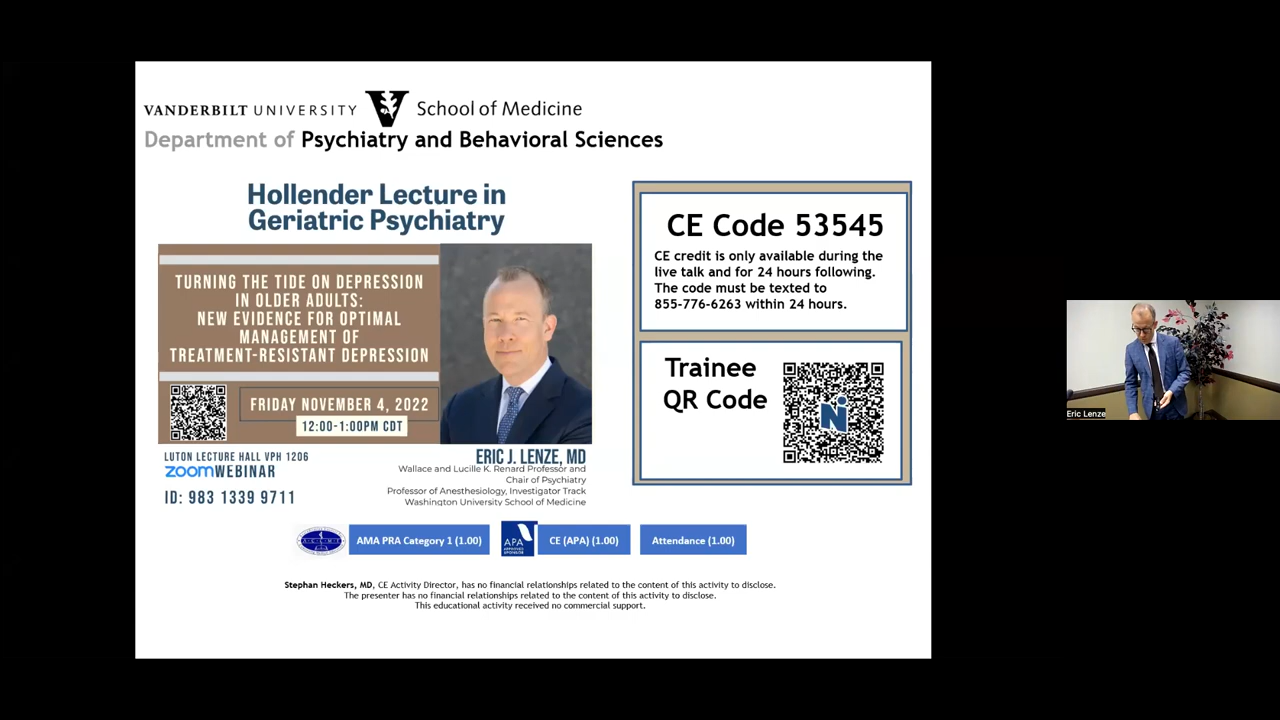 VANDERBILT UNIVERSITY School of Medicine
Department of Psychiatry and Behavioral Sciences
Hollender Lecture in
Geriatric Psychiatry
TURNING THE TIDE ON DEPRESSION
IN OLDER ADULTS:
NEW EVIDENCE FOR OPTIMAL
MANAGEMENT OF
TREATMENT-RESISTANT DEPRESSION
FRIDAY NOVEMBER 4, 2022
12:00-1:00PM CDT
LUTON LECTURE HALL VPH 1206
zoom WEBINAR
ID: 983 1339 9711
ERIC J. LENZE, MD
Wallace and Lucille K. Renard Professor and
Chair of Psychiatry
Professor of Anesthesiology, Investigator Track
Washington University School of Medicine
CE Code 53545
CE credit is only available during the
live talk and for 24 hours following.
The code must be texted to
855-776-6263 within 24 hours.
Trainee
QR Code
AMA PRA Category 1 (1.00)
APA
APPROVED
SPONSOR
CE (APA) (1.00)
Attendance (1.00)
Stephan Heckers, MD, CE Activity Director, has no financial relationships related to the content of this activity to disclose.
The presenter has no financial relationships related to the content of this activity to disclose.
This educational activity received no commercial support.
Eric Lenze